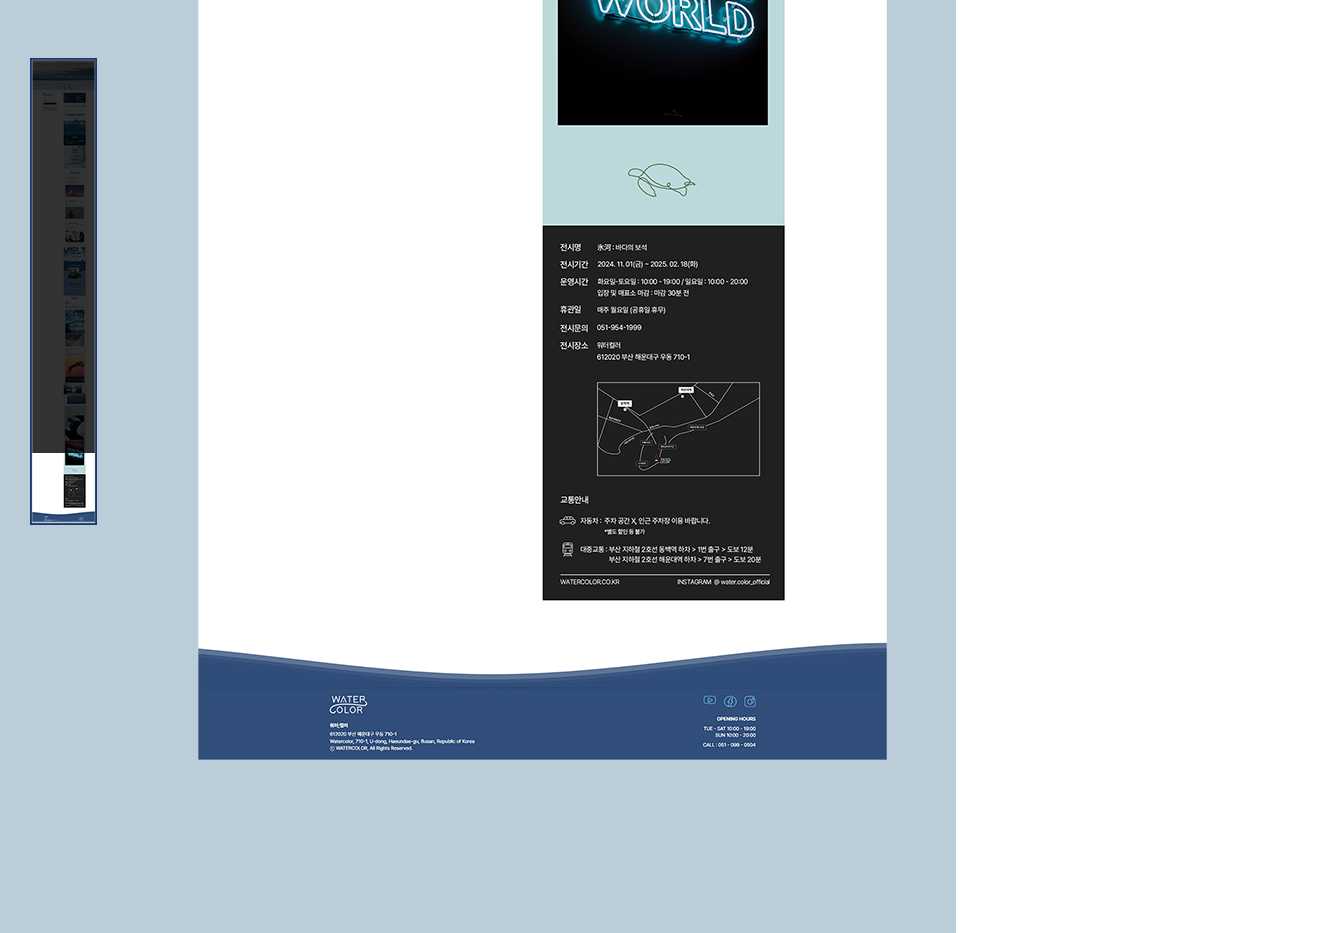 WORLD
전시명 氷河 : 바다의 보석
전시기간 2024. 11. 01(금) ~ 2025. 02. 18(화)
운영시간 화요일-토요일 : 10:00 - 19:00 / 일요일 : 10:00 - 20:00
입장 및 매표소 마감 : 마감 30분 전
휴관일 매주 월요일 (공휴일 휴무)
전시문의 051-954-1999
전시장소 워터컬러
612020 부산 해운대구 우동 710-1
교통안내
자동차 : 주차 공간 X, 인근 주차장 이용 바랍니다.
*별도 할인 등 불가
대중교통 : 부산 지하철 2호선 동백역 하차 > 1번 출구 > 도보 12분
부산 지하철 2호선 해운대역 하차 > 7번 출구 > 도보 20분
WATERCOLOR.CO.KR INSTAGRAM @ water.color_official
WATER
COLOR
워터;컬러
612020 부산 해운대구 우동 710-1
Watercolor, 710-1, U-dong, Haeundae-gu, Busan, Republic of Korea
ⓒ WATERCOLOR, All Rights Reserved.
OPENING HOURS
TUE - SAT 10:00 - 19:00
SUN 10:00 - 20:00
CALL : 051 - 099 - 0504